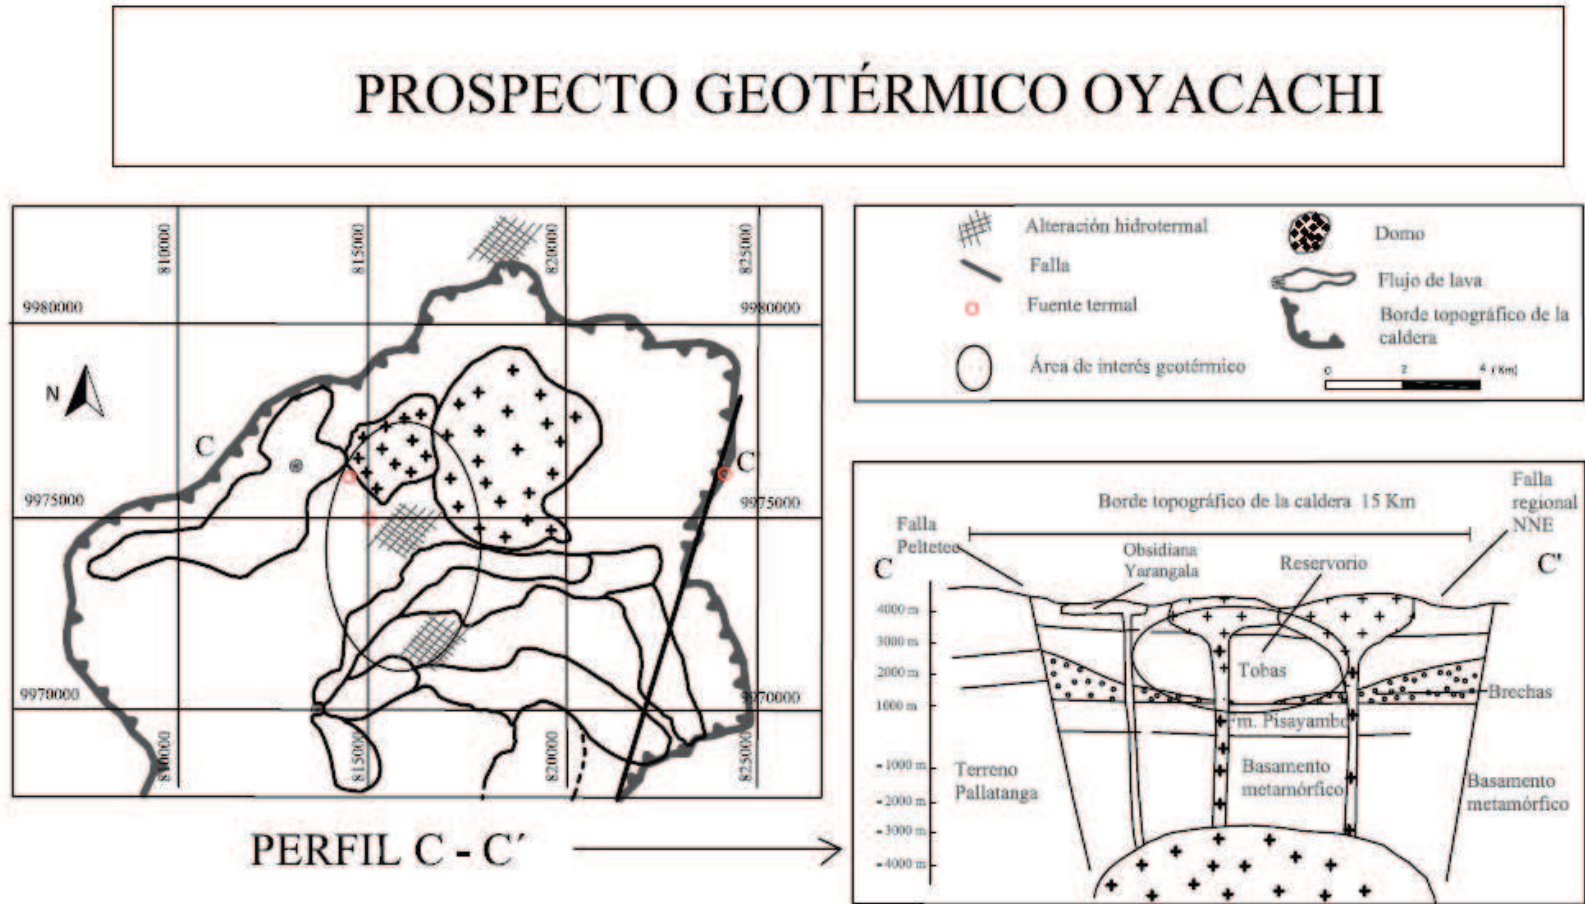 PROSPECTO GEOTÉRMICO OYACACHI
810000
815000
820000
825000
9980000
9980000
N
C
C
9975000
9975000
9970000
9970000
810000
815000
820000
825000
PERFIL C - C´
Alteración hidrotermal
Falla
Fuente termal
Área de interés geotérmico
Domo
Flujo de lava
Borde topográfico de la
caldera
0 2 4 (Km)
Borde topográfico de la caldera 15 Km
Falla
regional
NNE
Falla
Peltetec
Obsidiana
Yarangala
Reservorio
C
C'
4000 m
3000 m
2000 m
1000 m
-1000 m
-2000 m
-3000 m
-4000 m
Tobas
Brechas
Fm. Pisayambo
Terreno
Pallatanga
Basamento
metamórfico
Basamento
metamórfico